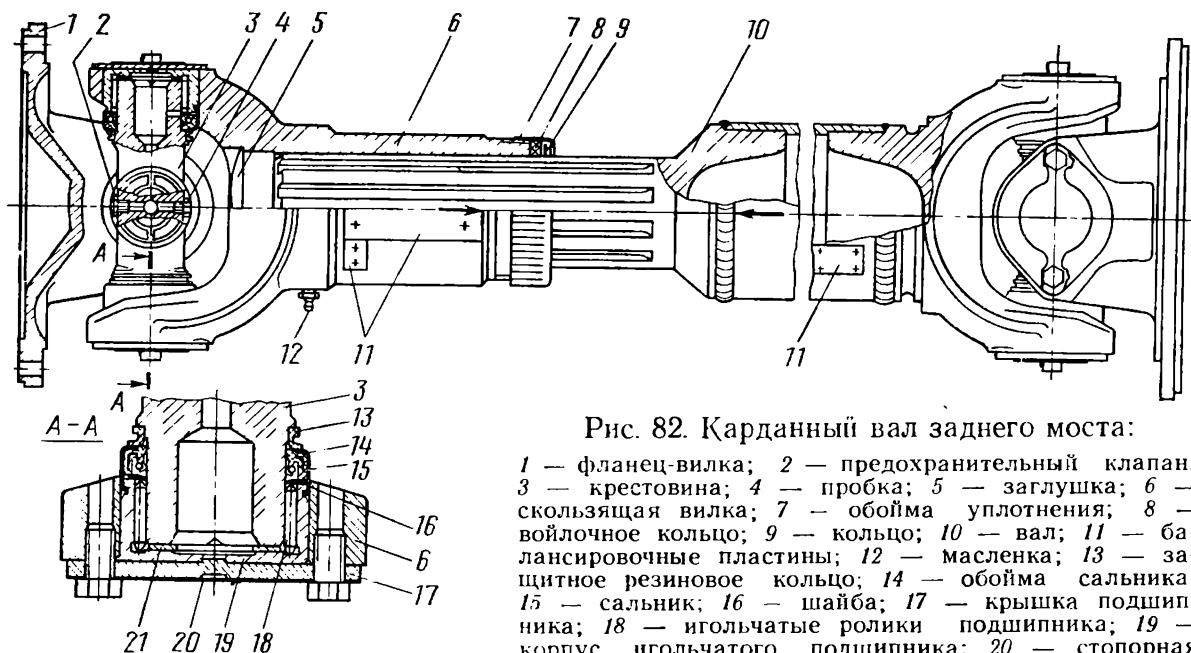 1 2 3 4 5 6 7 8 9 10
А
12 11 11
А
А–А
3
13
14
15
16
6
17
21 20 19 18
Рис. 82. Карданный вал заднего моста:
1 — фланец-вилка; 2 — предохранительный клапан
3 — крестовина; 4 — пробка; 5 — заглушка; 6 —
скользящая вилка; 7 — обойма уплотнения; 8 —
войлочное кольцо; 9 — кольцо; 10 — вал; 11 — ба
лансировочные пластины; 12 — масленка; 13 — за
щитное резиновое кольцо; 14 — обойма сальника
15 — сальник; 16 — шайба; 17 — крышка подшип
ника; 18 — игольчатые ролики подшипника; 19 —
корпус игольчатого подшипника; 20 — стопорная